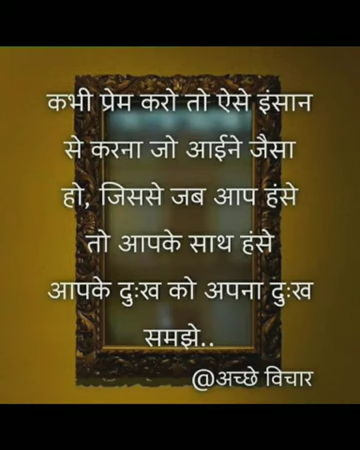 कभी प्रेम करो तो ऐसे इंसान
से करना जो आईने जैसा
हो, जिससे जब आप हंसे
तो आपके साथ हंसे
आपके दुःख को अपना दुःख
समझे..
@अच्छे विचार